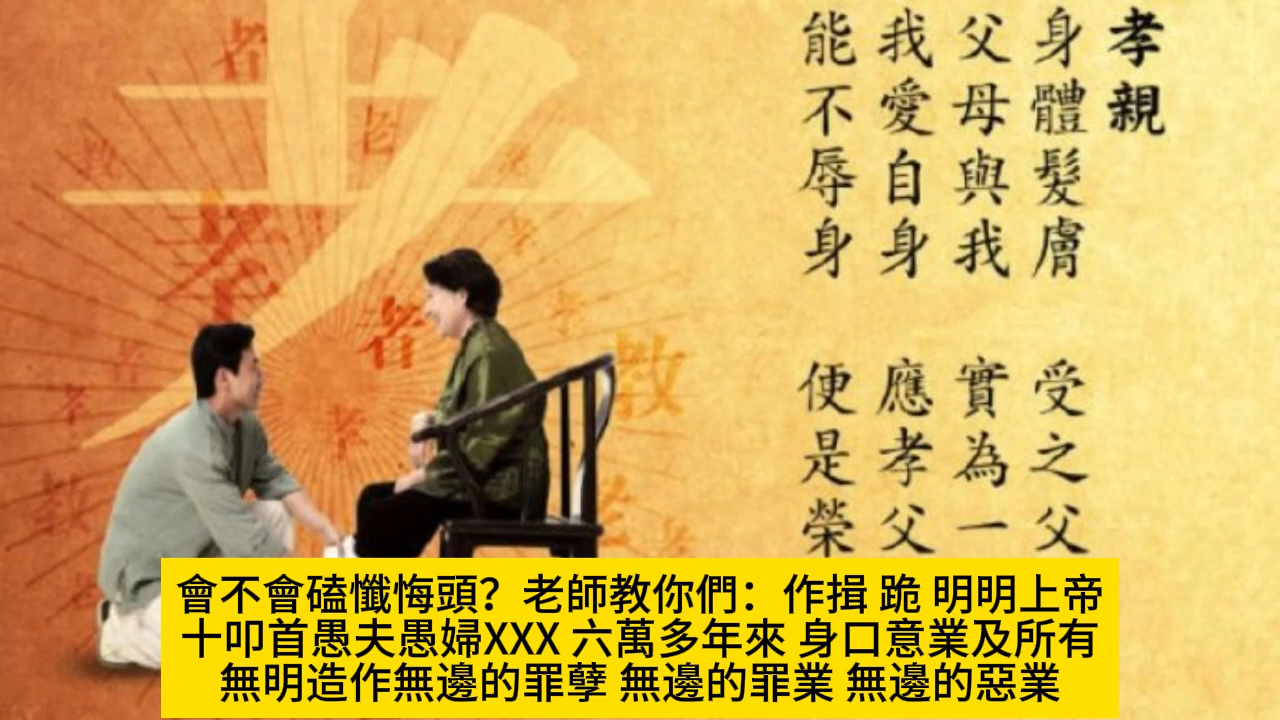 孝親
身體髮膚 受之父
父母與我 實為一
我愛自身 應孝父
能不辱身 便是榮
會不會磕懺悔頭？老師教你們：作揖 跪 明明上帝
十叩首愚夫愚婦XXX 六萬多年來 身口意業及所有
無明造作無邊的罪孽 無邊的罪業 無邊的惡業
孝
教
孝
者